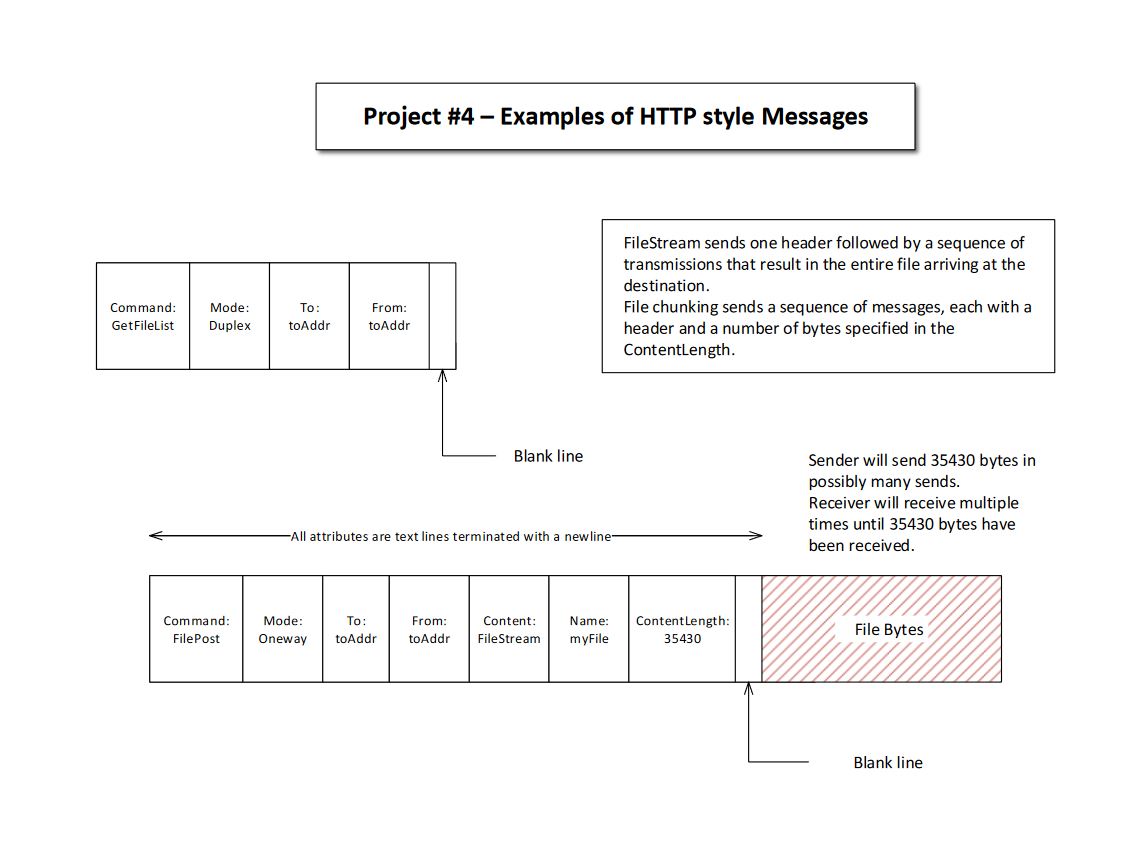 Project #4 – Examples of HTTP style Messages
FileStream sends one header followed by a sequence of
transmissions that result in the entire file arriving at the
destination.
File chunking sends a sequence of messages, each with a
header and a number of bytes specified in the
ContentLength.
Command:
GetFileList
Mode:
Duplex
To:
toAddr
From:
toAddr
Blank line
Sender will send 35430 bytes in
possibly many sends.
Receiver will receive multiple
times until 35430 bytes have
been received.
All attributes are text lines terminated with a newline
Command:
FilePost
Mode:
Oneway
To:
toAddr
From:
toAddr
Content:
FileStream
Name:
myFile
ContentLength:
35430
File Bytes
Blank line